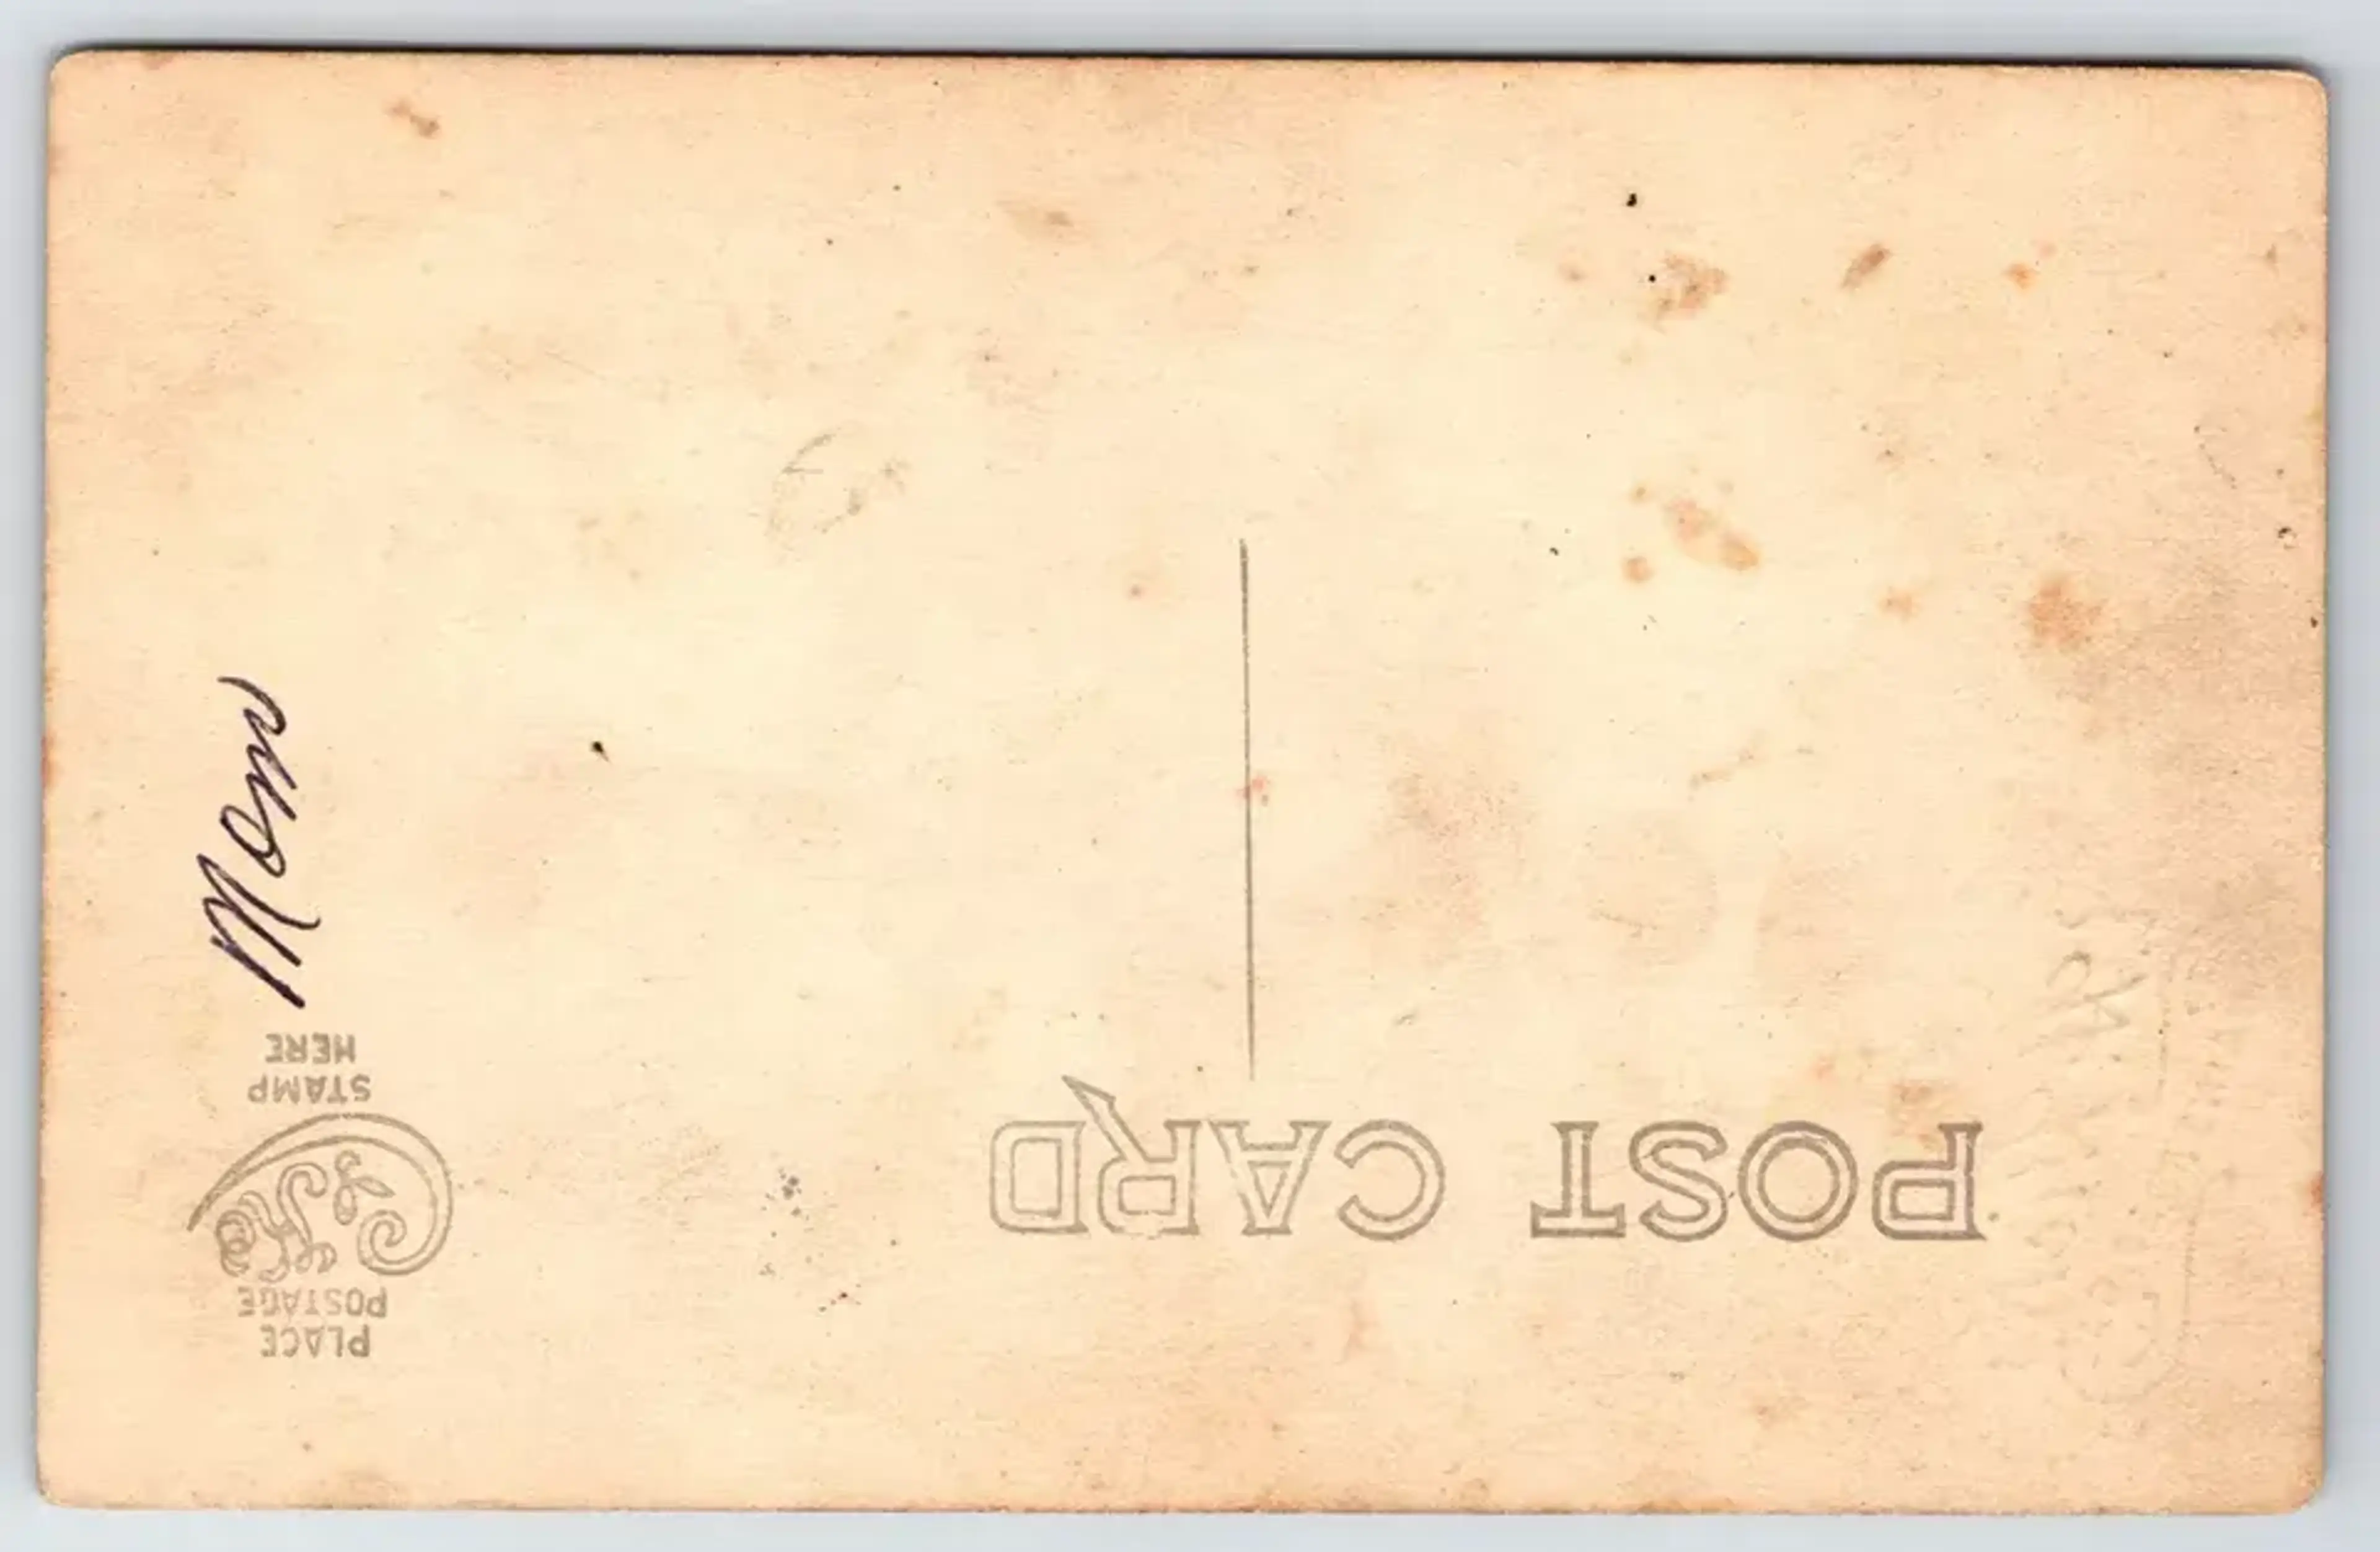 POST CARD
PLACE
POSTAGE
STAMP
HERE
Mom